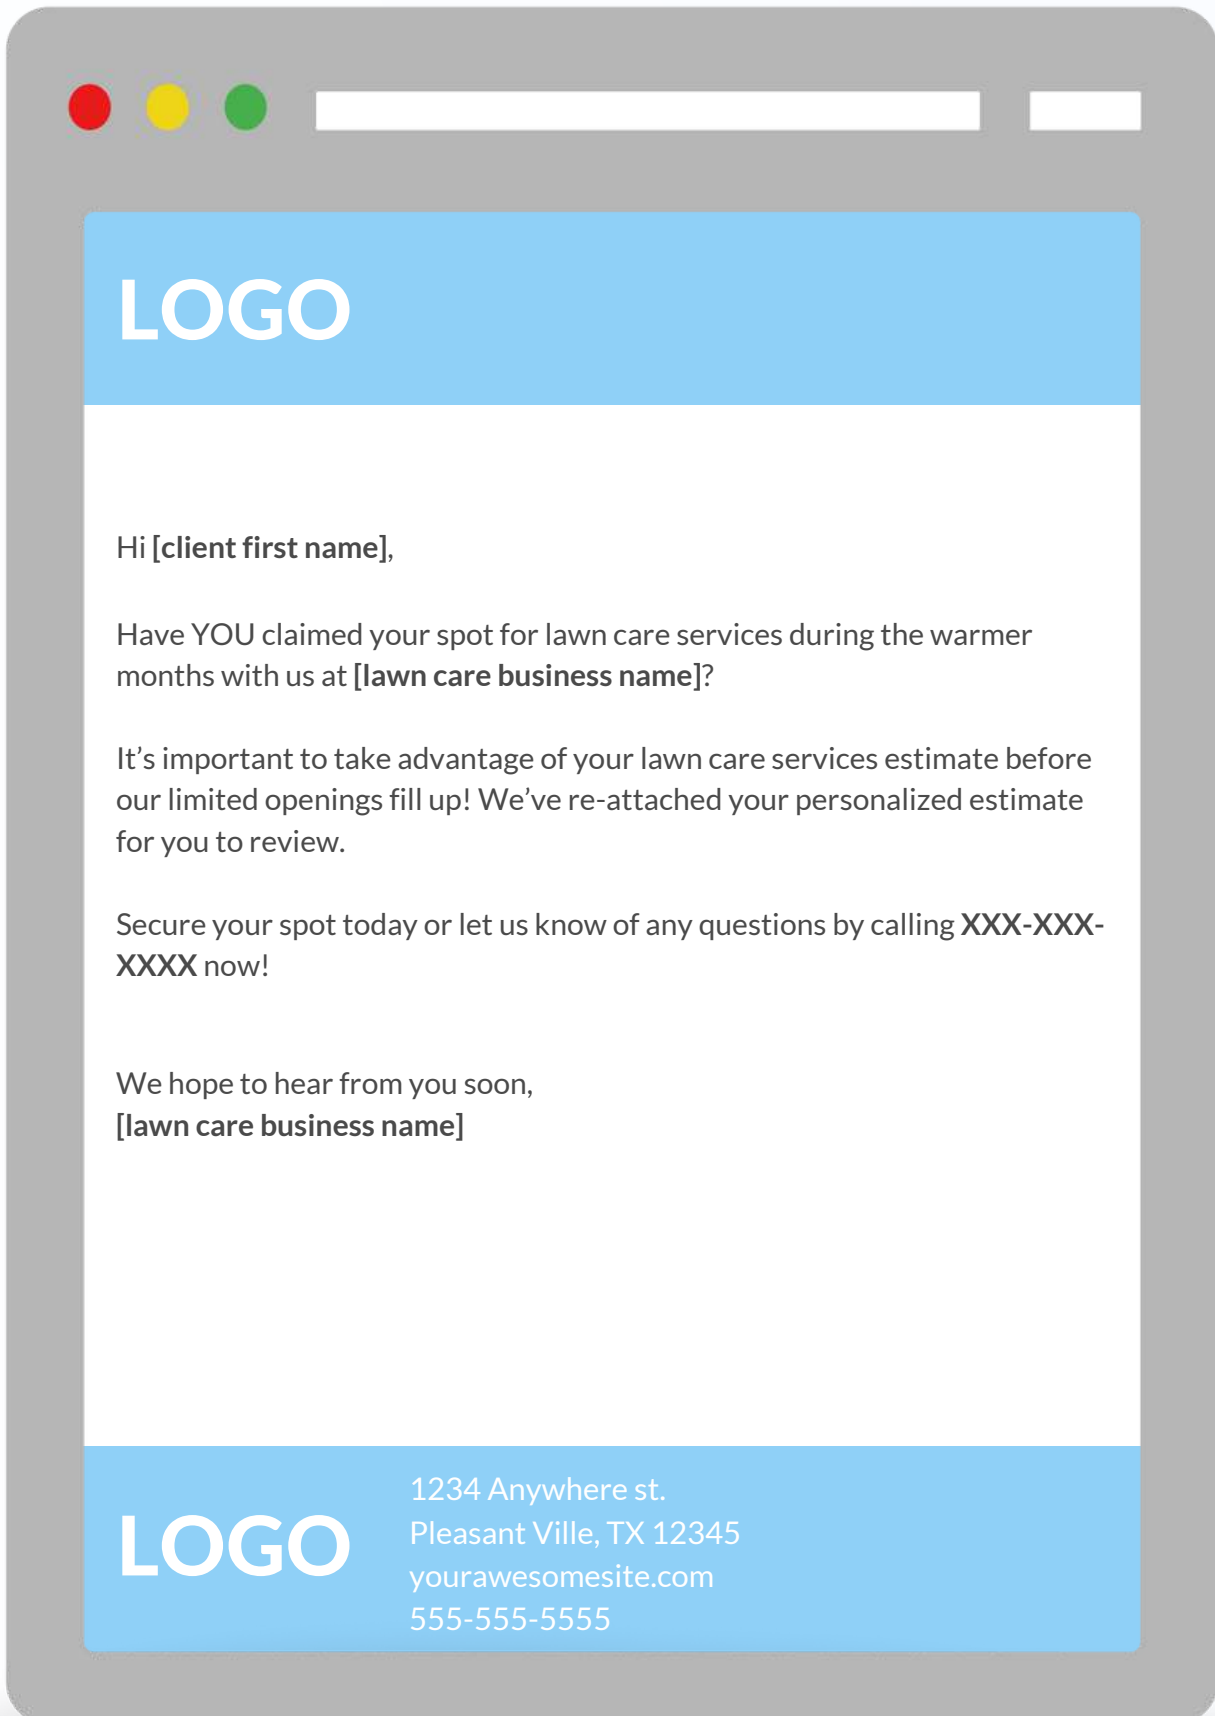 LOGO
Hi [client first name],
Have YOU claimed your spot for lawn care services during the warmer
months with us at [lawn care business name]?
It’s important to take advantage of your lawn care services estimate before
our limited openings fill up! We’ve re-attached your personalized estimate
for you to review.
Secure your spot today or let us know of any questions by calling XXX-XXX-
XXXX now!
We hope to hear from you soon,
[lawn care business name]
LOGO
1234 Anywhere st.
Pleasant Ville, TX 12345
yourawesomesite.com
555-555-5555